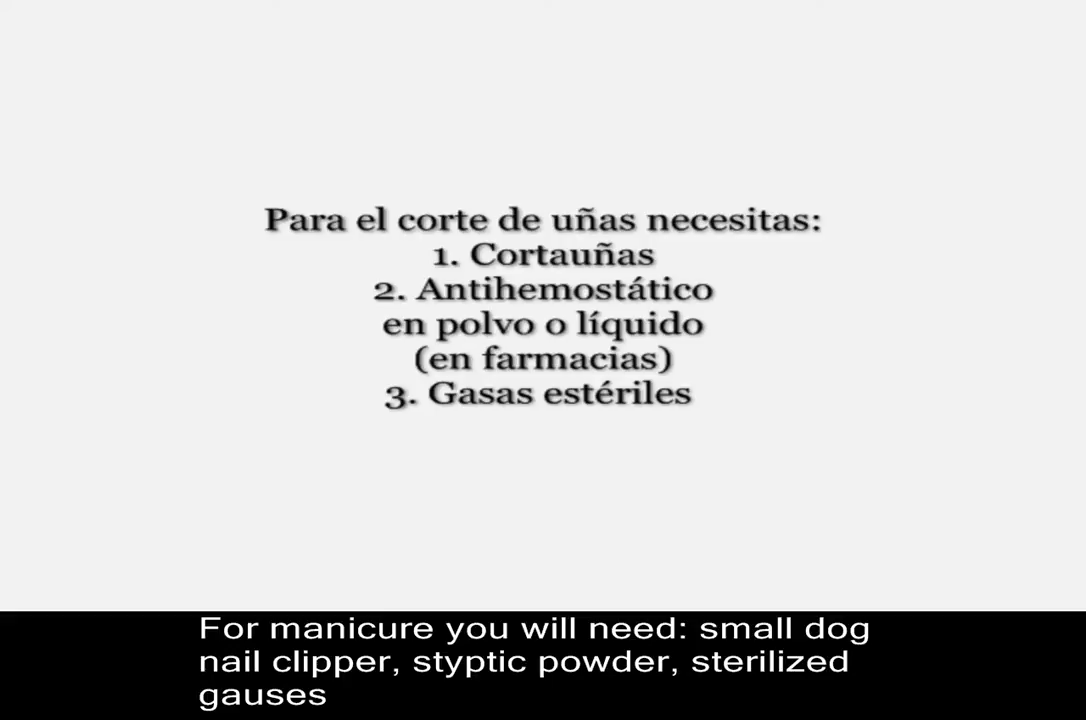 Para el corte de uñas necesitas:
1. Cortauñas
2. Antihemostático
en polvo o líquido
(en farmacias)
3. Gasas estériles
For manicure you will need: small dog
nail clipper, styptic powder, sterilized
gauses